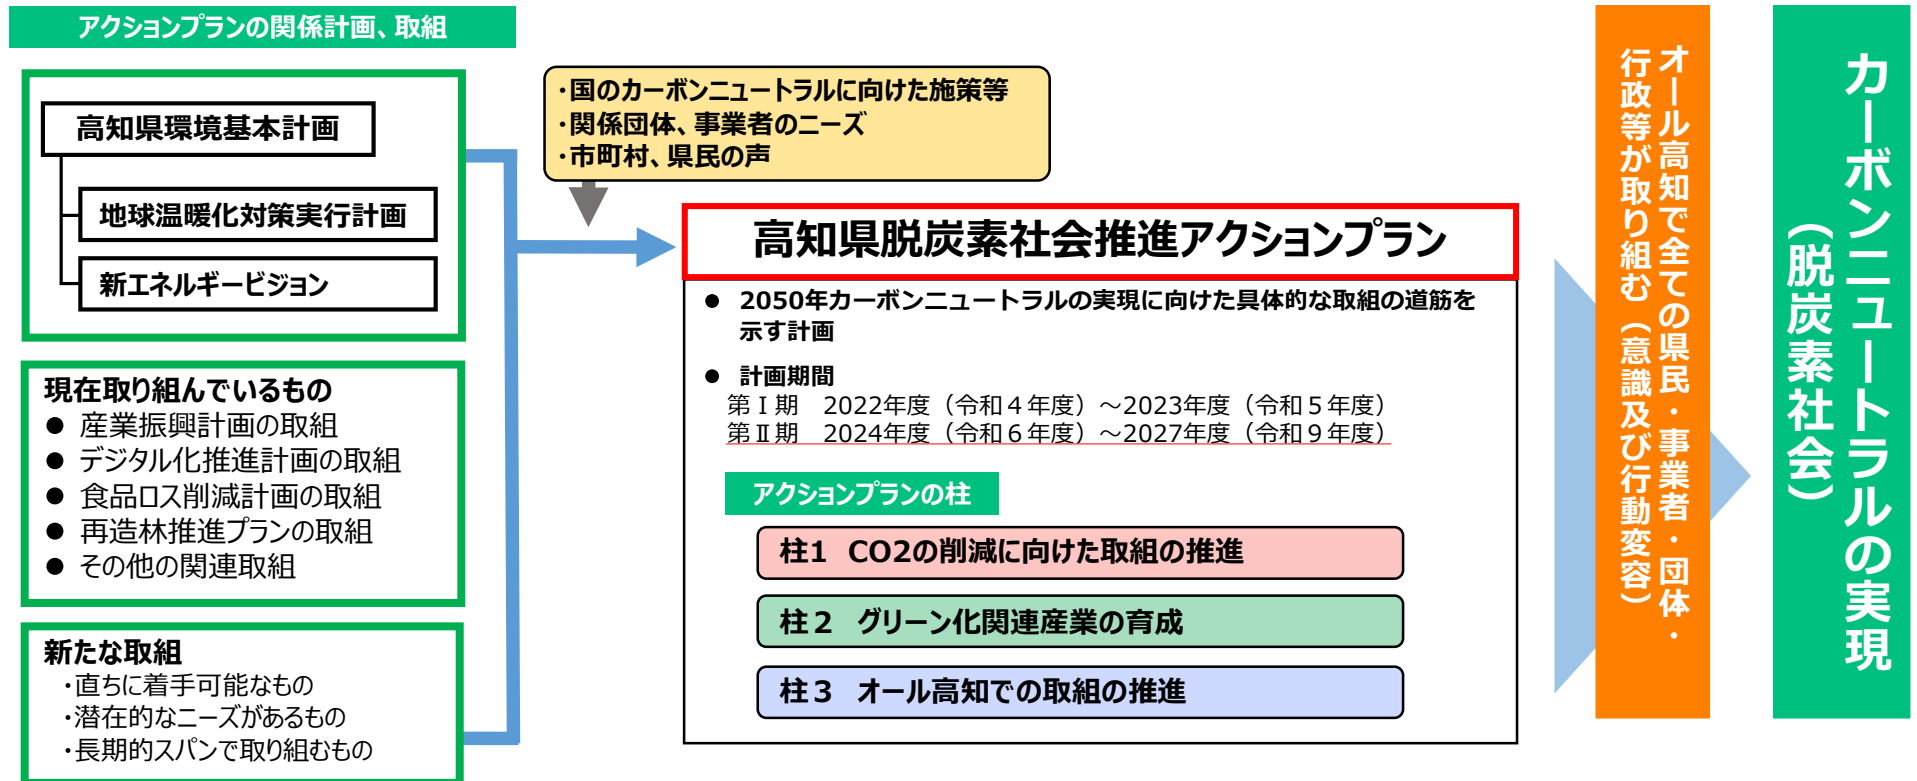 アクションプランの関係計画、取組
高知県環境基本計画
地球温暖化対策実行計画
新エネルギービジョン
現在取り組んでいるもの
● 産業振興計画の取組
● デジタル化推進計画の取組
● 食品ロス削減計画の取組
● 再造林推進プランの取組
● その他の関連取組
新たな取組
・直ちに着手可能なもの
・潜在的なニーズがあるもの
・長期的スパンで取り組むもの
・国のカーボンニュートラルに向けた施策等
・関係団体、事業者のニーズ
・市町村、県民の声
高知県脱炭素社会推進アクションプラン
● 2050年カーボンニュートラルの実現に向けた具体的な取組の道筋を
示す計画
● 計画期間
第Ⅰ期　2022年度（令和４年度）～2023年度（令和５年度）
第Ⅱ期　2024年度（令和６年度）～2027年度（令和９年度）
アクションプランの柱
柱1 CO2の削減に向けた取組の推進
柱２ グリーン化関連産業の育成
柱３ オール高知での取組の推進
オール高知で全ての県民・事業者・団体・
行政等が取り組む（意識及び行動変容）
カーボンニュートラルの実現
（脱炭素社会）